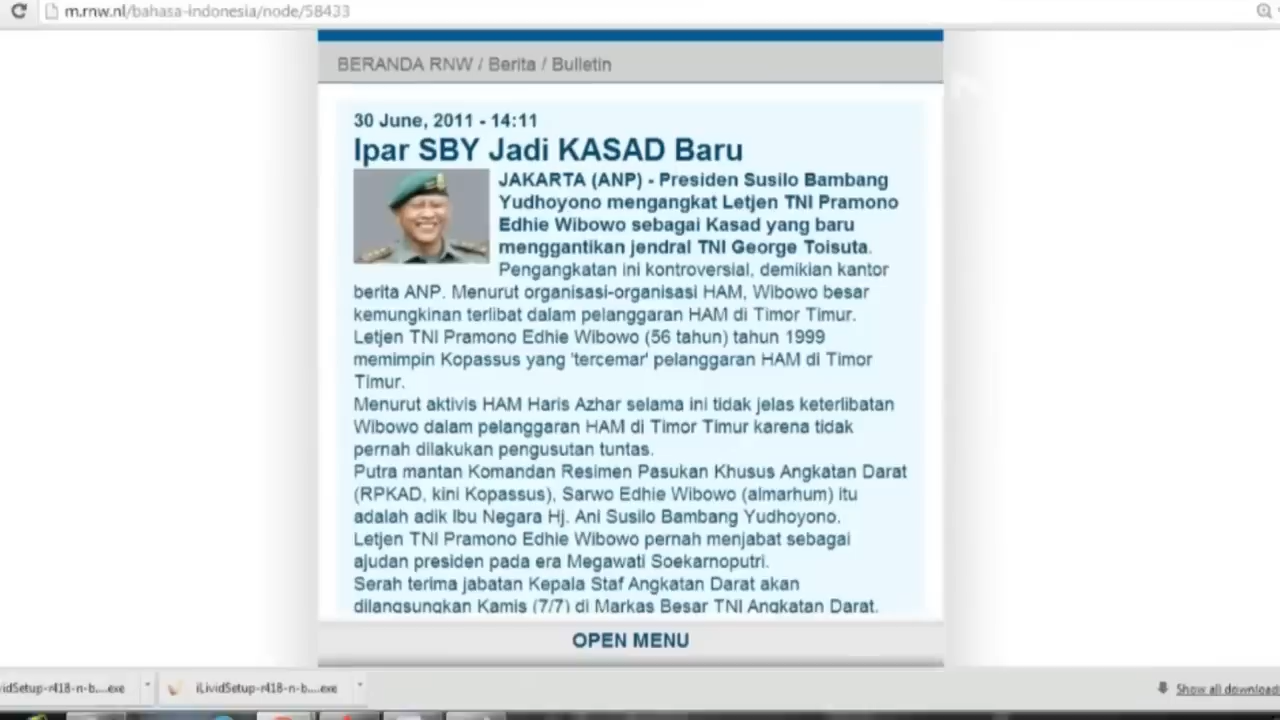 m.rnw.nl/bahasa-indonesia/node/58433
BERANDA RNW / Berita / Bulletin
30 June, 2011 - 14:11
Ipar SBY Jadi KASAD Baru
JAKARTA (ANP) - Presiden Susilo Bambang
Yudhoyono mengangkat Letjen TNI Pramono
Edhie Wibowo sebagai Kasad yang baru
menggantikan jendral TNI George Toisuta.
Pengangkatan ini kontroversial, demikian kantor
berita ANP. Menurut organisasi-organisasi HAM, Wibowo besar
kemungkinan terlibat dalam pelanggaran HAM di Timor Timur.
Letjen TNI Pramono Edhie Wibowo (56 tahun) tahun 1999
memimpin Kopassus yang 'tercemar' pelanggaran HAM di Timor
Timur.
Menurut aktivis HAM Haris Azhar selama ini tidak jelas keterlibatan
Wibowo dalam pelanggaran HAM di Timor Timur karena tidak
pernah dilakukan pengusutan tuntas.
Putra mantan Komandan Resimen Pasukan Khusus Angkatan Darat
(RPKAD, kini Kopassus), Sarwo Edhie Wibowo (almarhum) itu
adalah adik Ibu Negara Hj. Ani Susilo Bambang Yudhoyono.
Letjen TNI Pramono Edhie Wibowo pernah menjabat sebagai
ajudan presiden pada era Megawati Soekarnoputri.
Serah terima jabatan Kepala Staf Angkatan Darat akan
dilangsungkan Kamis (7/7) di Markas Besar TNI Angkatan Darat.
OPEN MENU
vidSetup-r418-n-b....exe
iLividSetup-r418-n-b....exe
Show all downloads